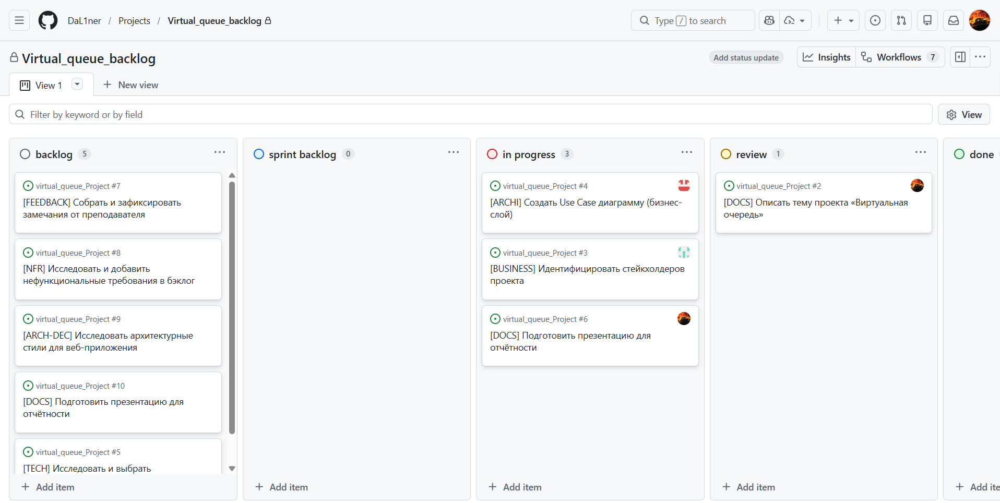 DaL1ner / Projects / Virtual_queue_backlog
Type / to search
Virtual_queue_backlog
Add status update
Insights
Workflows 7
View 1
New view
Filter by keyword or by field
View
backlog 5
virtual_queue_Project #7
[FEEDBACK] Собрать и зафиксировать
замечания от преподавателя
virtual_queue_Project #8
[NFR] Исследовать и добавить
нефункциональные требования в бэклог
virtual_queue_Project #9
[ARCH-DEC] Исследовать архитектурные
стили для веб-приложения
virtual_queue_Project #10
[DOCS] Подготовить презентацию для
отчётности
virtual_queue_Project #5
[TECH] Исследовать и выбрать
Add item
sprint backlog 0
Add item
in progress 3
virtual_queue_Project #4
[ARCHI] Создать Use Case диаграмму (бизнес-
слой)
virtual_queue_Project #3
[BUSINESS] Идентифицировать стейкхолдеров
проекта
virtual_queue_Project #6
[DOCS] Подготовить презентацию для
отчётности
Add item
review 1
virtual_queue_Project #2
[DOCS] Описать тему проекта «Виртуальная
очередь»
Add item
done
Add ite